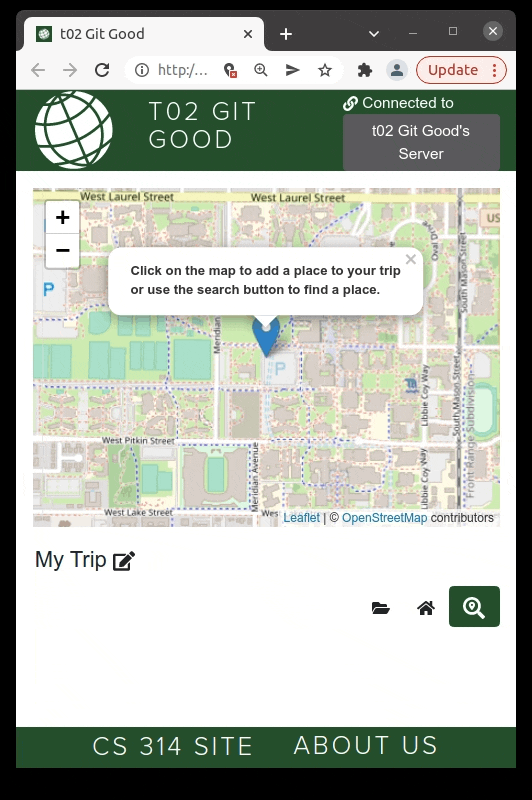 t02 Git Good
http:/...
Update
T02 GIT
GOOD
Connected to
t02 Git Good's
Server
West Laurel Street
West Laurel Street
US
+
−
P
Oval D
South Mason Street
Click on the map to add a place to your trip
or use the search button to find a place.
×
Meridian
P
Libbie Coy Way
South Mason Street
Front Range Subdivision
West Pitkin Street
Meridian Avenue
Libbie Coy Way
West Lake Street
Wes
Leaflet | © OpenStreetMap contributors
My Trip
CS 314 SITE
ABOUT US